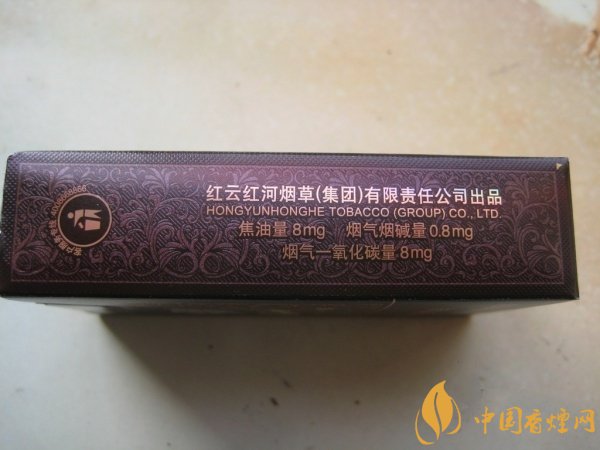 红云红河烟草(集团)有限责任公司出品
HONGYUNHONGHE TOBACCO (GROUP) CO., LTD.
焦油量 8mg 烟气烟碱量 0.8mg
烟气一氧化碳量 8mg
中国香烟网